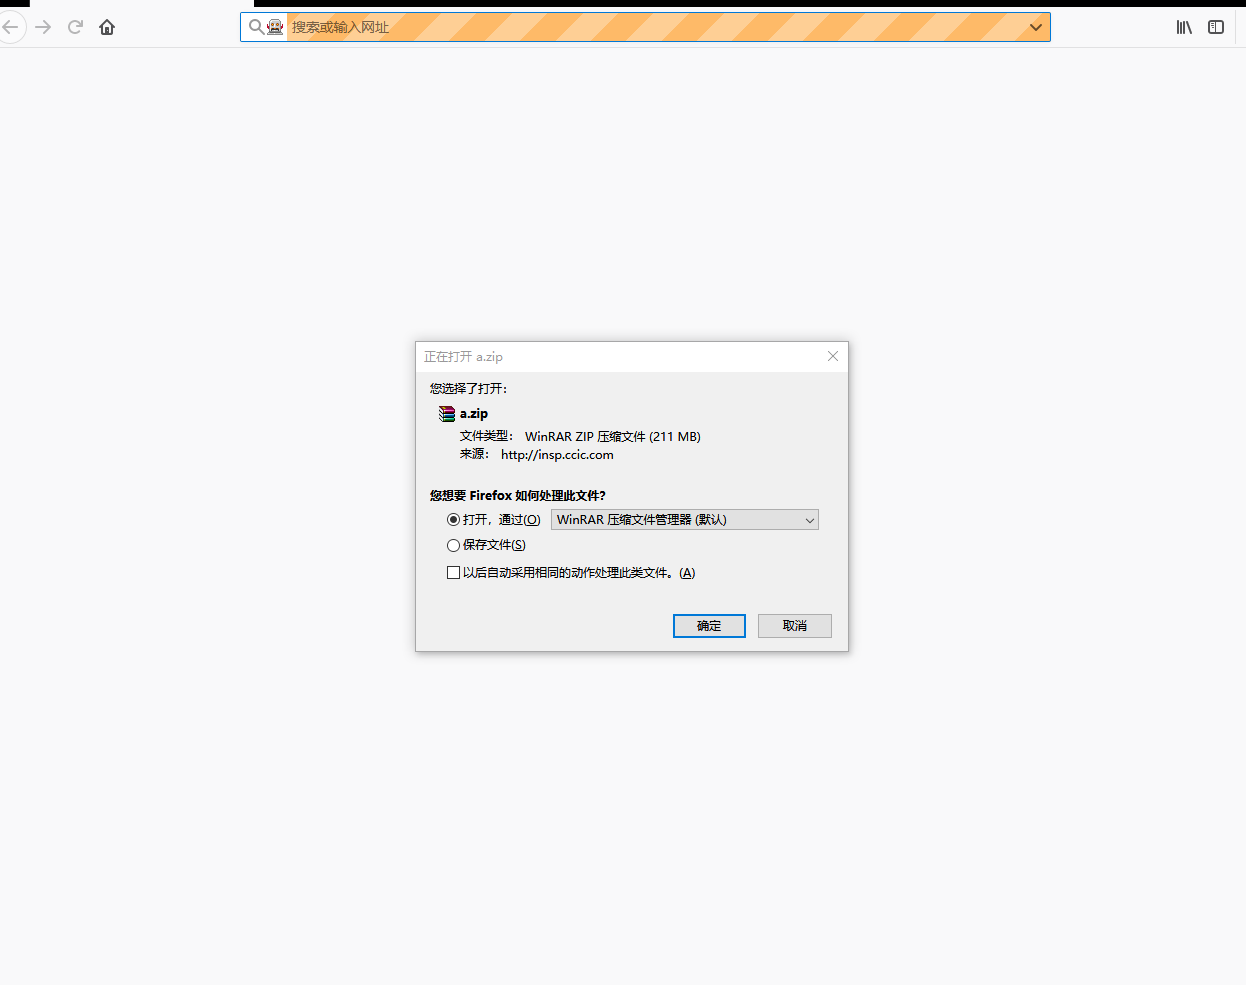 搜索或输入网址
正在打开 a.zip
您选择了打开:
a.zip
文件类型: WinRAR ZIP 压缩文件 (211 MB)
来源: http://insp.ccic.com
您想要 Firefox 如何处理此文件?
打开，通过(O) WinRAR 压缩文件管理器 (默认)
保存文件(S)
以后自动采用相同的动作处理此类文件。(A)
确定 取消